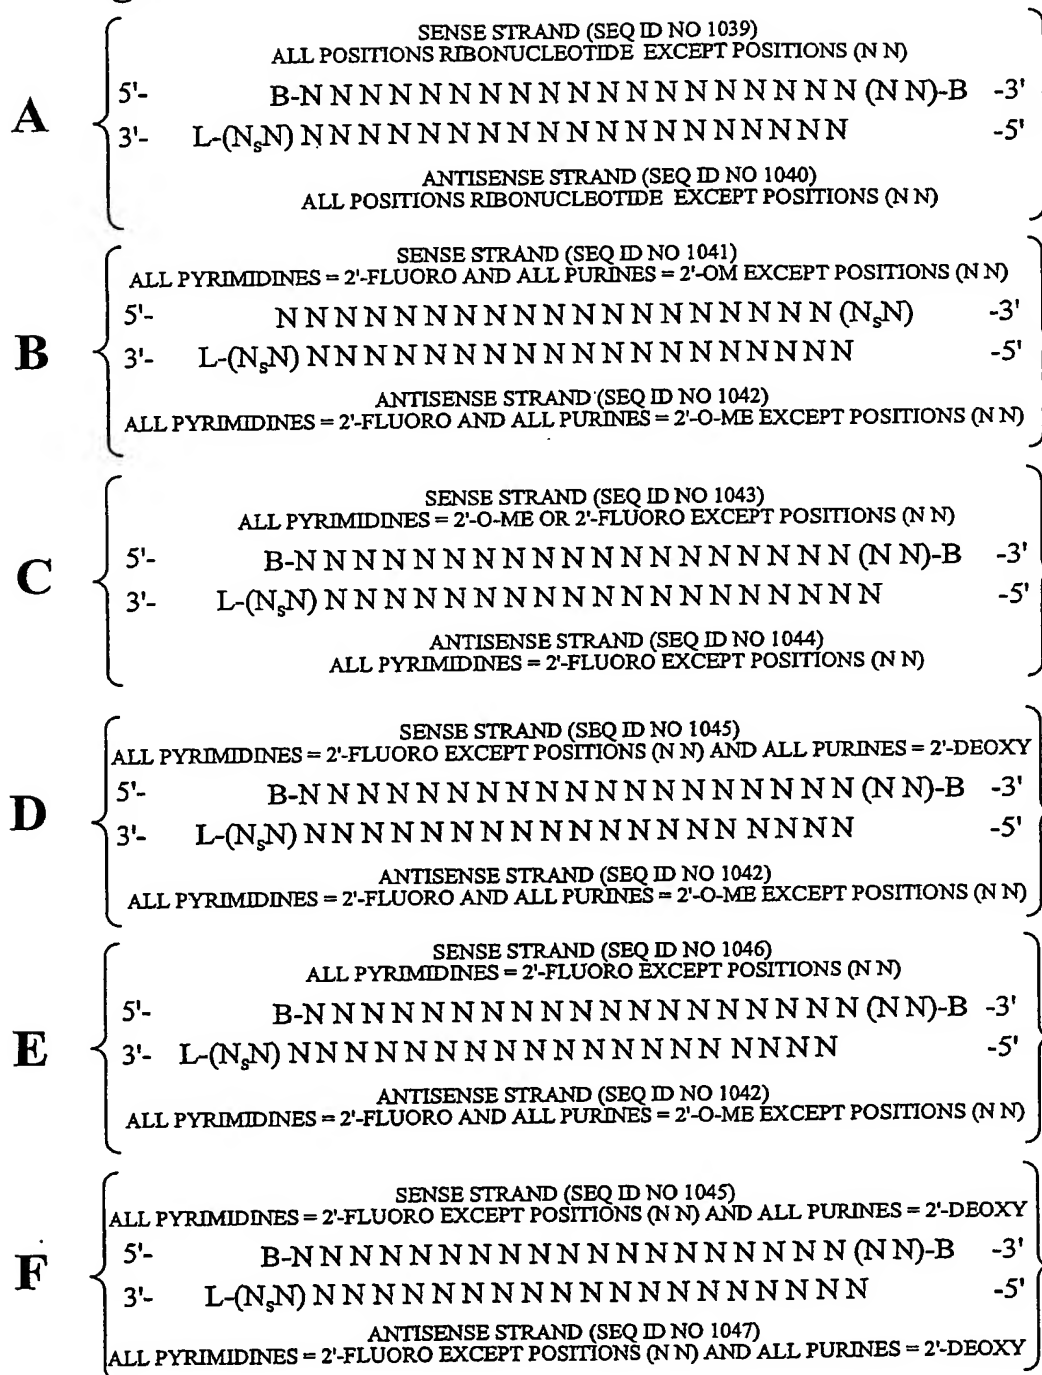 SENSE STRAND (SEQ ID NO 1039)
ALL POSITIONS RIBONUCLEOTIDE EXCEPT POSITIONS (N N)
A
5'- B-N N N N N N N N N N N N N N N N N N N (N N)-B -3'
3'- L-(NₛN) N N N N N N N N N N N N N N N N N N N -5'
ANTISENSE STRAND (SEQ ID NO 1040)
ALL POSITIONS RIBONUCLEOTIDE EXCEPT POSITIONS (N N)
SENSE STRAND (SEQ ID NO 1041)
ALL PYRIMIDINES = 2'-FLUORO AND ALL PURINES = 2'-OM EXCEPT POSITIONS (N N)
B
5'- N N N N N N N N N N N N N N N N N N N (NₛN) -3'
3'- L-(NₛN) N N N N N N N N N N N N N N N N N N N -5'
ANTISENSE STRAND (SEQ ID NO 1042)
ALL PYRIMIDINES = 2'-FLUORO AND ALL PURINES = 2'-O-ME EXCEPT POSITIONS (N N)
SENSE STRAND (SEQ ID NO 1043)
ALL PYRIMIDINES = 2'-O-ME OR 2'-FLUORO EXCEPT POSITIONS (N N)
C
5'- B-N N N N N N N N N N N N N N N N N N N (N N)-B -3'
3'- L-(NₛN) N N N N N N N N N N N N N N N N N N N -5'
ANTISENSE STRAND (SEQ ID NO 1044)
ALL PYRIMIDINES = 2'-FLUORO EXCEPT POSITIONS (N N)
SENSE STRAND (SEQ ID NO 1045)
ALL PYRIMIDINES = 2'-FLUORO EXCEPT POSITIONS (N N) AND ALL PURINES = 2'-DEOXY
D
5'- B-N N N N N N N N N N N N N N N N N N N (N N)-B -3'
3'- L-(NₛN) N N N N N N N N N N N N N N N N N N N -5'
ANTISENSE STRAND (SEQ ID NO 1042)
ALL PYRIMIDINES = 2'-FLUORO AND ALL PURINES = 2'-O-ME EXCEPT POSITIONS (N N)
SENSE STRAND (SEQ ID NO 1046)
ALL PYRIMIDINES = 2'-FLUORO EXCEPT POSITIONS (N N)
E
5'- B-N N N N N N N N N N N N N N N N N N N (N N)-B -3'
3'- L-(NₛN) N N N N N N N N N N N N N N N N N N N -5'
ANTISENSE STRAND (SEQ ID NO 1042)
ALL PYRIMIDINES = 2'-FLUORO AND ALL PURINES = 2'-O-ME EXCEPT POSITIONS (N N)
SENSE STRAND (SEQ ID NO 1045)
ALL PYRIMIDINES = 2'-FLUORO EXCEPT POSITIONS (N N) AND ALL PURINES = 2'-DEOXY
F
5'- B-N N N N N N N N N N N N N N N N N N N (N N)-B -3'
3'- L-(NₛN) N N N N N N N N N N N N N N N N N N N -5'
ANTISENSE STRAND (SEQ ID NO 1047)
ALL PYRIMIDINES = 2'-FLUORO EXCEPT POSITIONS (N N) AND ALL PURINES = 2'-DEOXY